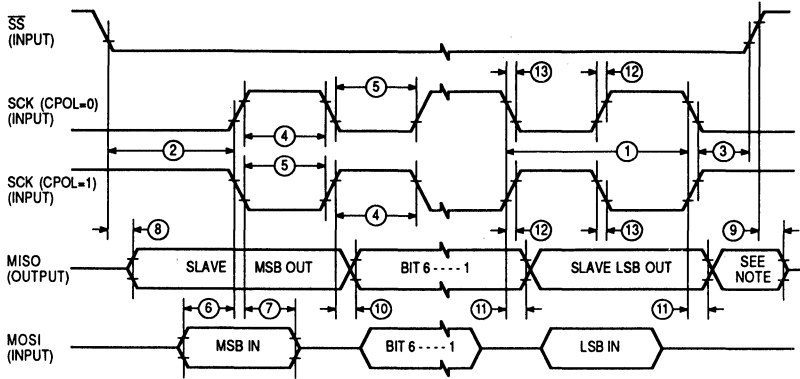 SS
(INPUT)
13
12
5
SCK (CPOL=0)
(INPUT)
4
2
5
1
3
SCK (CPOL=1)
(INPUT)
4
8
12
13
9
MISO
(OUTPUT)
SLAVE MSB OUT
BIT 6 - - - - 1
SLAVE LSB OUT
SEE
NOTE
6
7
10
11
11
MOSI
(INPUT)
MSB IN
BIT 6 - - - - 1
LSB IN